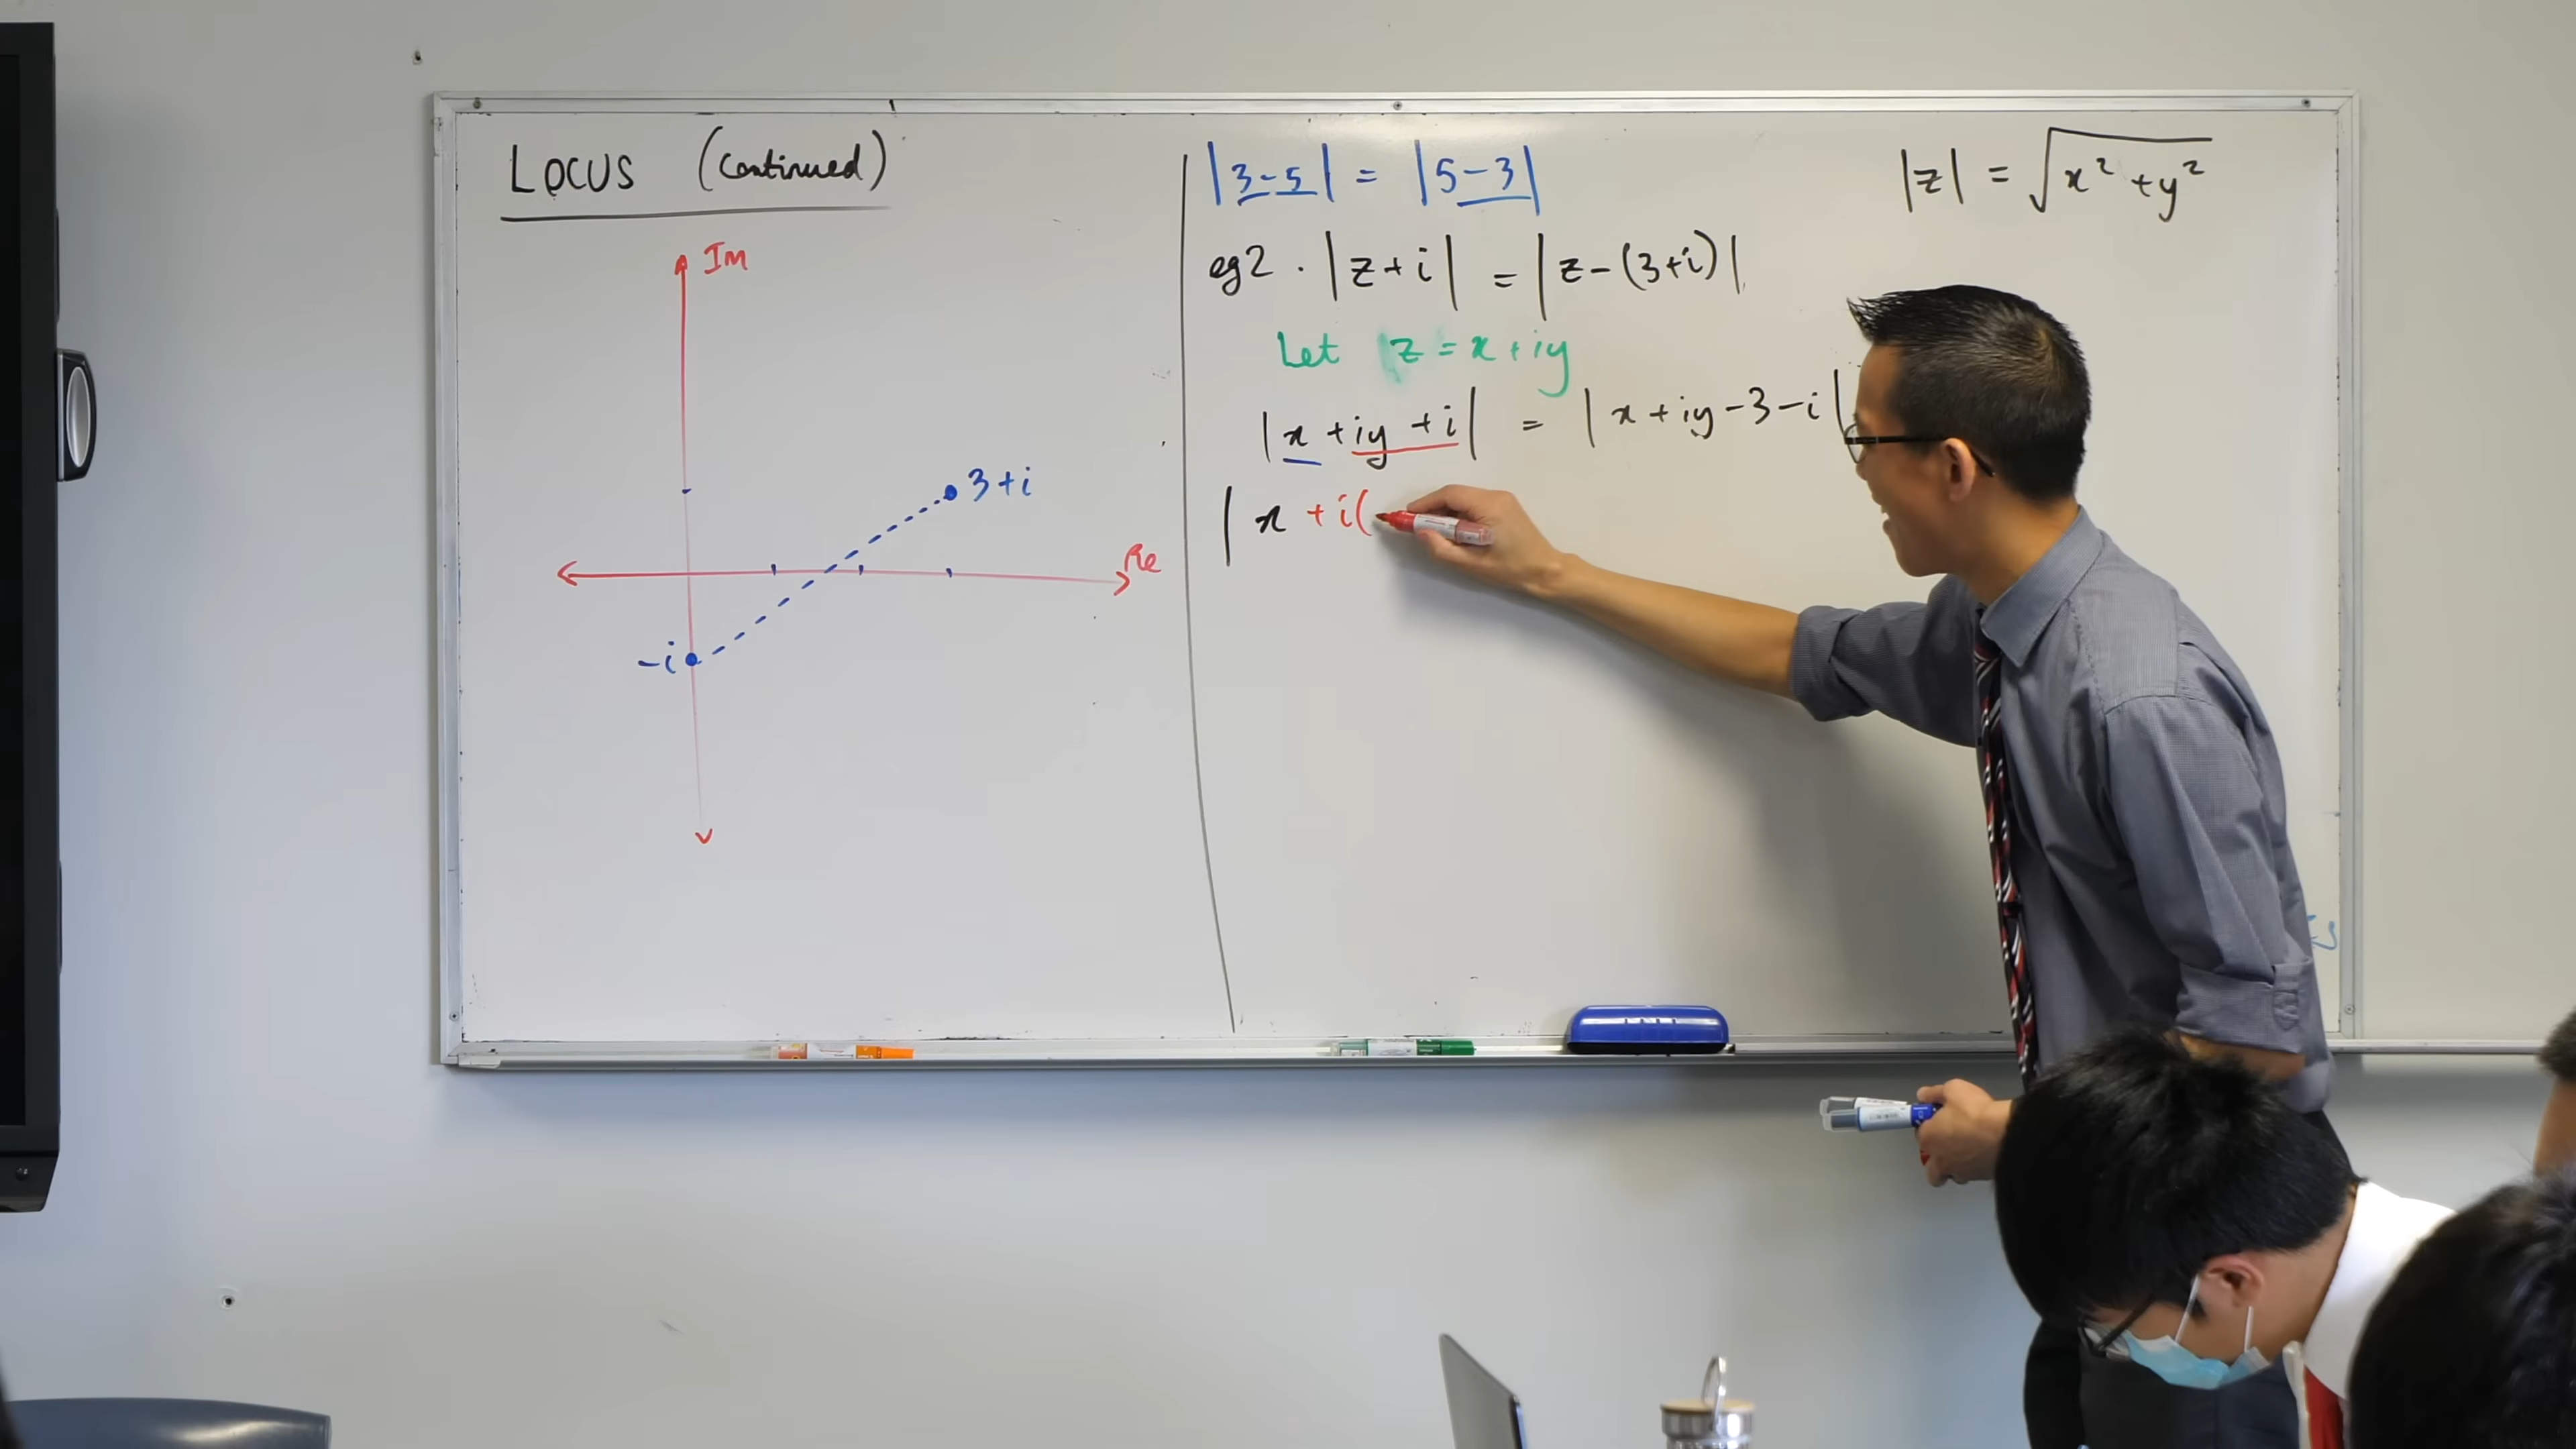 LOCUS (continued)
Im
3+i
Re
-i
|3-5| = |5-3|
|z| = √x²+y²
eg2. |z+i| = |z-(3+i)|
Let z = x+iy
|x+iy+i| = |x+iy-3-i|
|x+i(